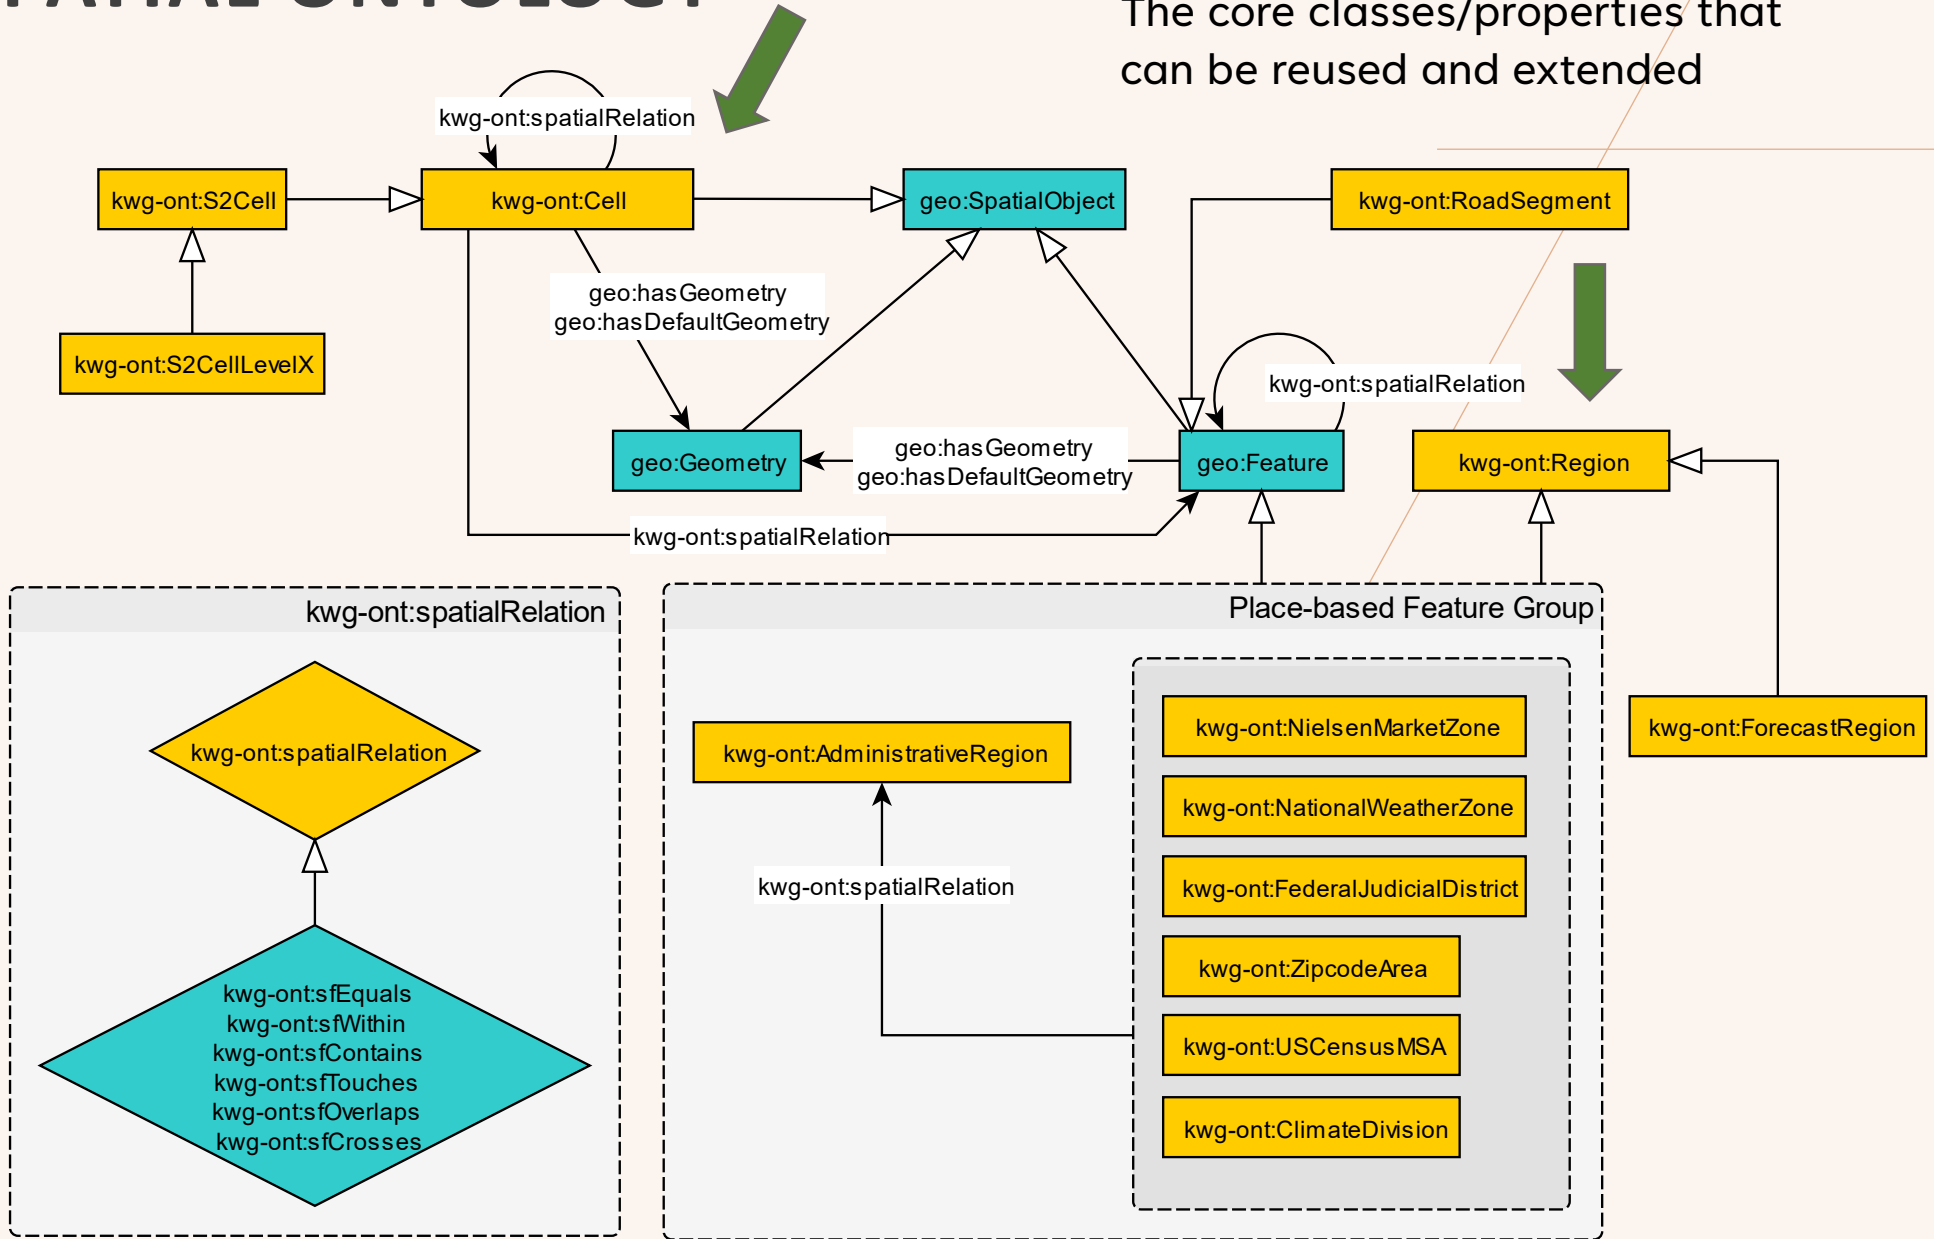 PATIAL ONTOLOGY
The core classes/properties that
can be reused and extended
kwg-ont:spatialRelation
kwg-ont:S2Cell
kwg-ont:Cell
geo:SpatialObject
kwg-ont:RoadSegment
geo:hasGeometry
geo:hasDefaultGeometry
kwg-ont:S2CellLevelX
kwg-ont:spatialRelation
geo:Geometry
geo:hasGeometry
geo:hasDefaultGeometry
geo:Feature
kwg-ont:Region
kwg-ont:spatialRelation
kwg-ont:spatialRelation
kwg-ont:spatialRelation
kwg-ont:sfEquals
kwg-ont:sfWithin
kwg-ont:sfContains
kwg-ont:sfTouches
kwg-ont:sfOverlaps
kwg-ont:sfCrosses
Place-based Feature Group
kwg-ont:AdministrativeRegion
kwg-ont:spatialRelation
kwg-ont:NielsenMarketZone
kwg-ont:NationalWeatherZone
kwg-ont:FederalJudicialDistrict
kwg-ont:ZipcodeArea
kwg-ont:USCensusMSA
kwg-ont:ClimateDivision
kwg-ont:ForecastRegion